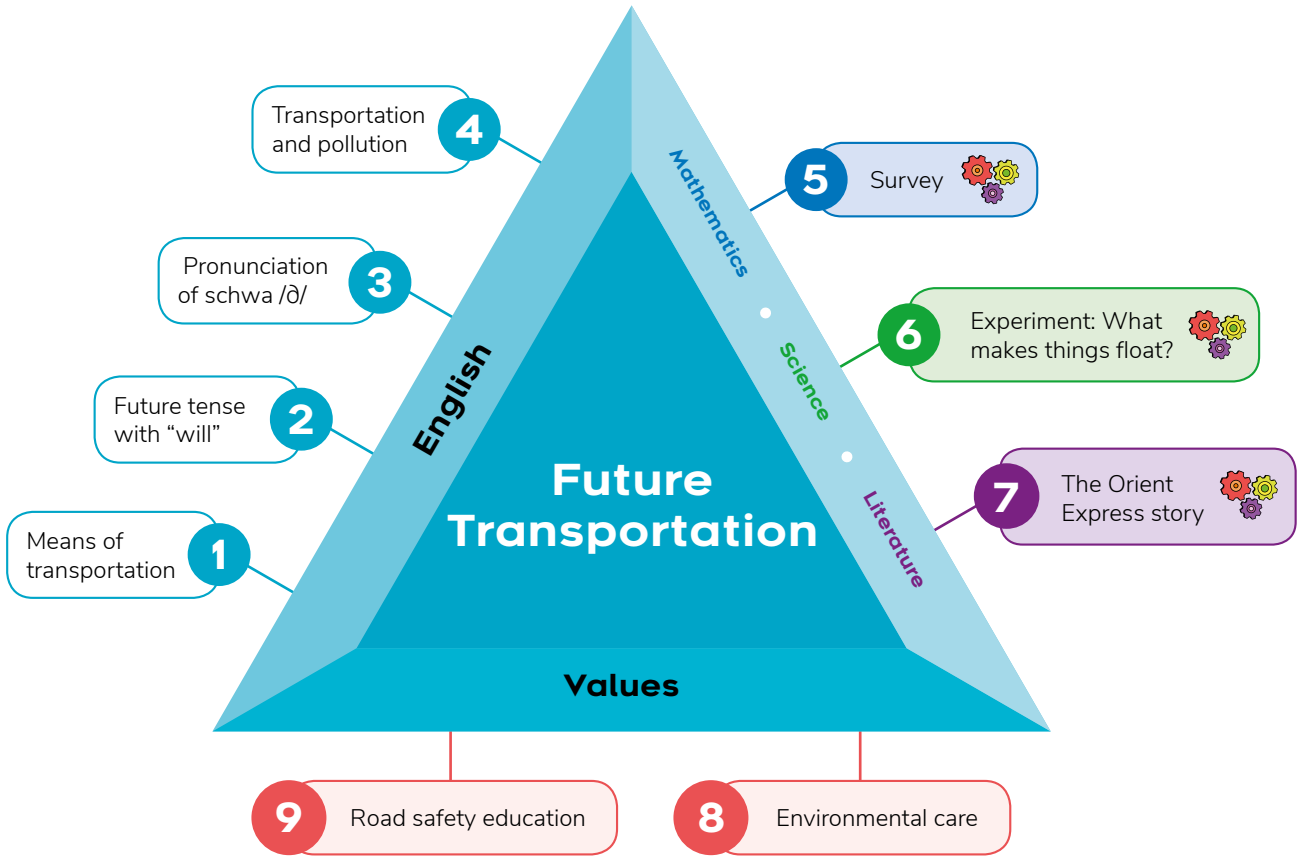 Future
Transportation
English
1
Means of
transportation
2
Future tense
with “will”
3
Pronunciation
of schwa /∂/
4
Transportation
and pollution
Mathematics
Science
Literature
5
Survey
6
Experiment: What
makes things float?
7
The Orient
Express story
Values
8
Environmental care
9
Road safety education